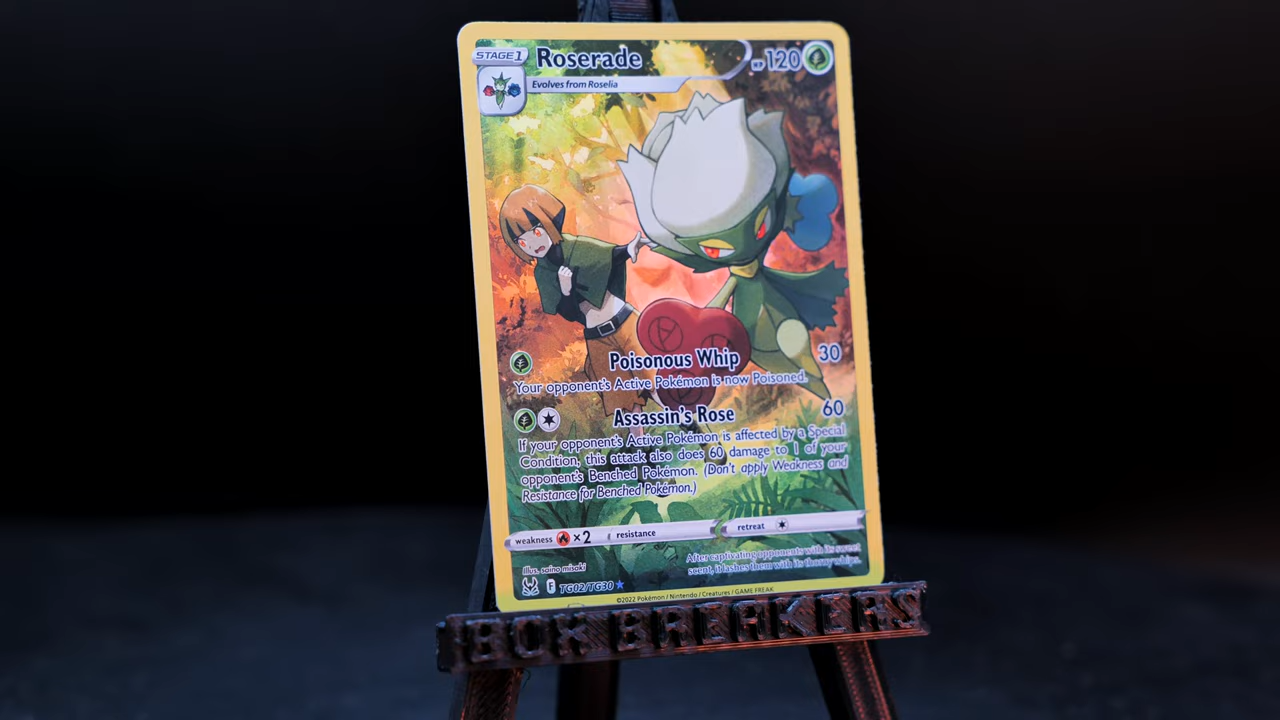 STAGE1
Roserade
HP120
Evolves from Roselia
Poisonous Whip 30
Your opponent's Active Pokémon is now Poisoned.
Assassin's Rose 60
If your opponent's Active Pokémon is affected by a Special
Condition, this attack also does 60 damage to 1 of your
opponent's Benched Pokémon. (Don't apply Weakness and
Resistance for Benched Pokémon.)
weakness ×2 resistance retreat
After captivating opponents with its sweet
scent, it lashes them with its thorny whips.
Illus. saino misaki
F TG02/TG30
©2022 Pokémon / Nintendo / Creatures / GAME FREAK
BOX BREAKERS